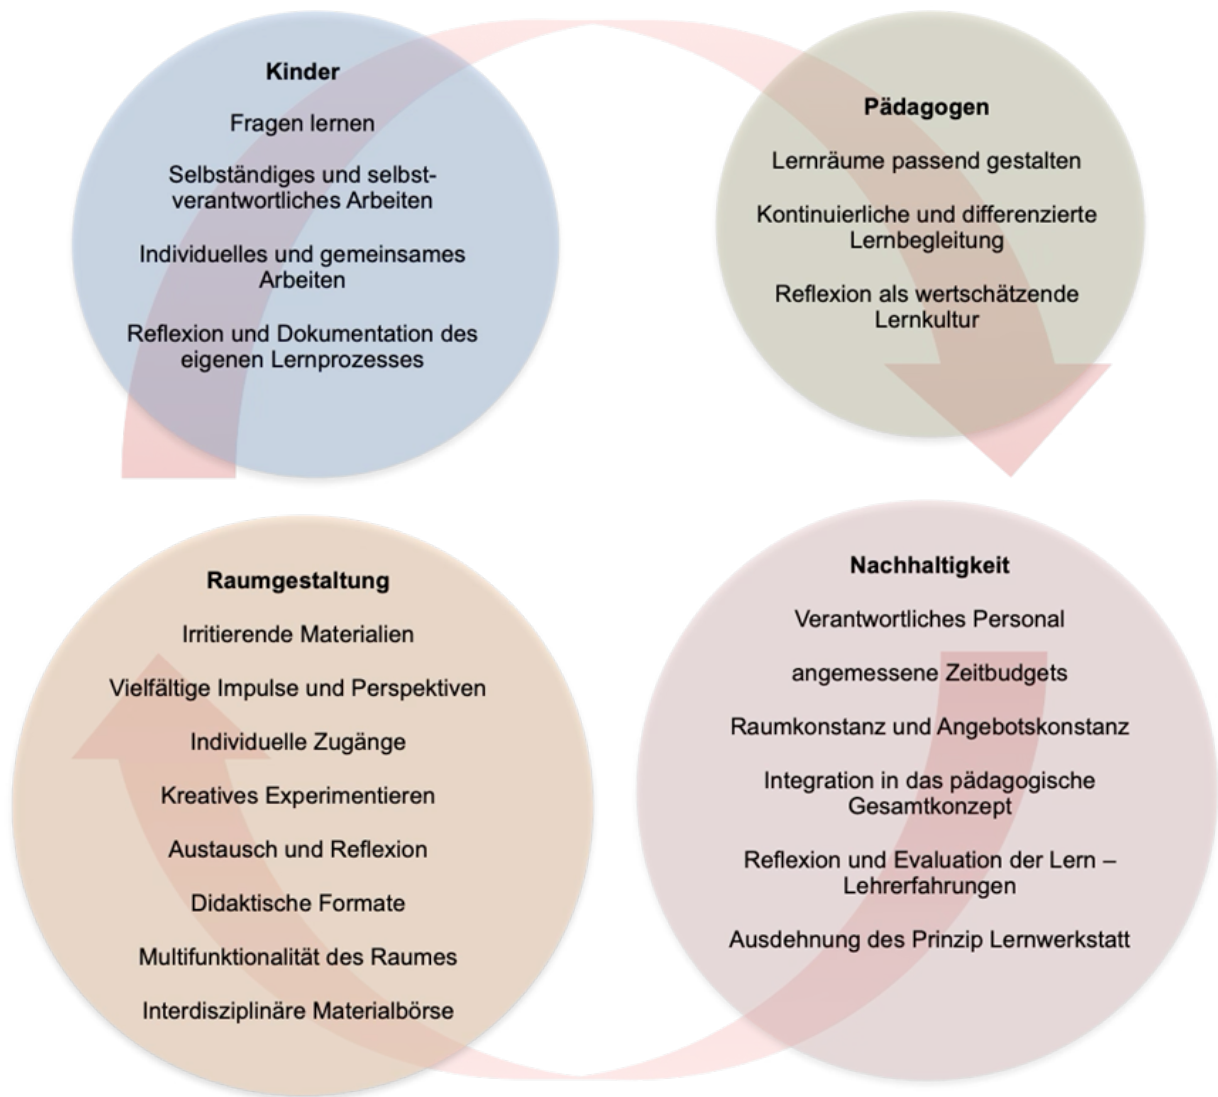 Kinder
Fragen lernen
Selbständiges und selbst-
verantwortliches Arbeiten
Individuelles und gemeinsames
Arbeiten
Reflexion und Dokumentation des
eigenen Lernprozesses
Pädagogen
Lernräume passend gestalten
Kontinuierliche und differenzierte
Lernbegleitung
Reflexion als wertschätzende
Lernkultur
Raumgestaltung
Irritierende Materialien
Vielfältige Impulse und Perspektiven
Individuelle Zugänge
Kreatives Experimentieren
Austausch und Reflexion
Didaktische Formate
Multifunktionalität des Raumes
Interdisziplinäre Materialbörse
Nachhaltigkeit
Verantwortliches Personal
angemessene Zeitbudgets
Raumkonstanz und Angebotskonstanz
Integration in das pädagogische
Gesamtkonzept
Reflexion und Evaluation der Lern –
Lehrerfahrungen
Ausdehnung des Prinzip Lernwerkstatt